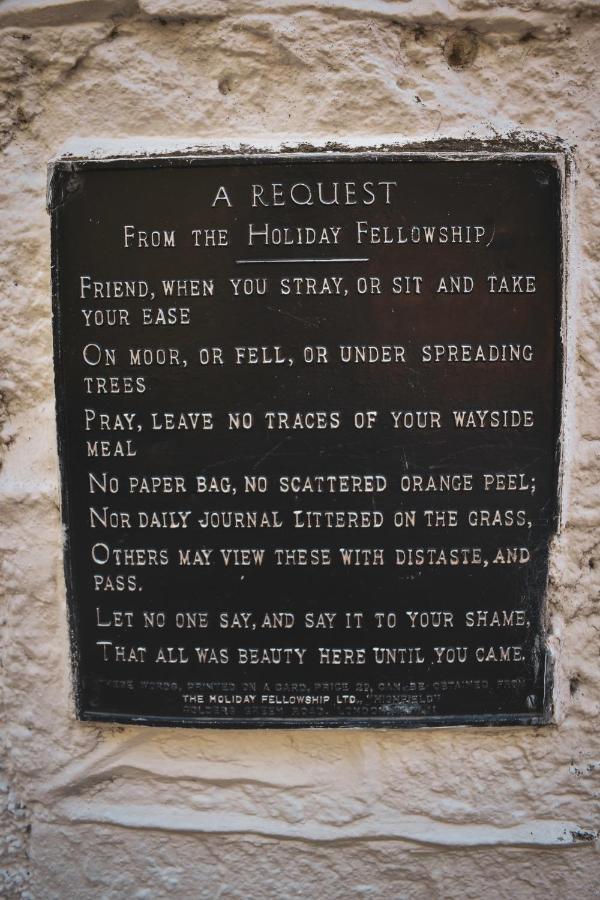 A REQUEST
FROM THE HOLIDAY FELLOWSHIP
FRIEND, WHEN YOU STRAY, OR SIT AND TAKE
YOUR EASE
ON MOOR, OR FELL, OR UNDER SPREADING
TREES
PRAY, LEAVE NO TRACES OF YOUR WAYSIDE
MEAL
NO PAPER BAG, NO SCATTERED ORANGE PEEL;
NOR DAILY JOURNAL LITTERED ON THE GRASS,
OTHERS MAY VIEW THESE WITH DISTASTE, AND
PASS.
LET NO ONE SAY, AND SAY IT TO YOUR SHAME,
THAT ALL WAS BEAUTY HERE UNTIL YOU CAME.
THESE WORDS, PRINTED ON A CARD, PRICE CAN BE OBTAINED FROM
THE HOLIDAY FELLOWSHIP LTD.,
GOLDERS GREEN ROAD, LONDON